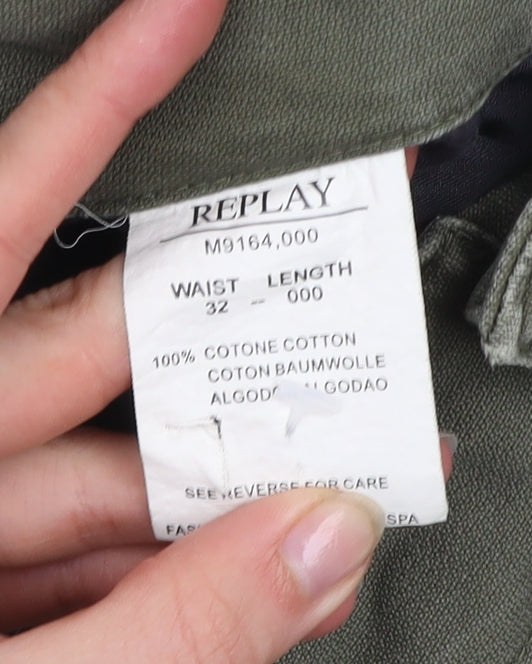 REPLAY
M9164,000
WAIST LENGTH
32 -- 000
100% COTONE COTTON
COTON BAUMWOLLE
SEE REVERSE FOR CARE
SPA